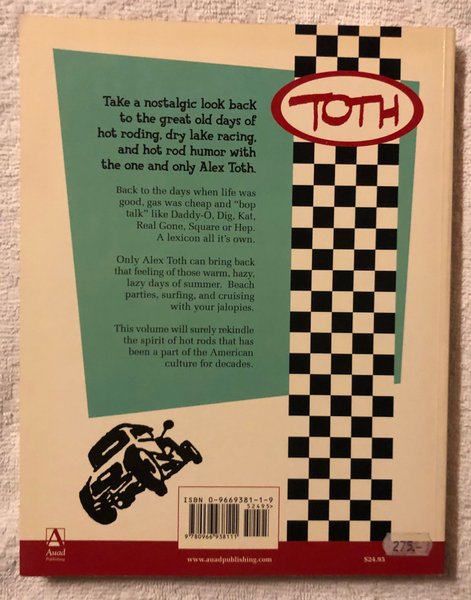 TOTH
Take a nostalgic look back
to the great old days of
hot roding, dry lake racing,
and hot rod humor with
the one and only Alex Toth.
Back to the days when life was
good, gas was cheap and “bop
talk” like Daddy-O, Dig, Kat,
Real Gone, Square or Hep.
A lexicon all it's own.
Only Alex Toth can bring back
that feeling of those warm, hazy,
lazy days of summer. Beach
parties, surfing, and cruising
with your jalopies.
This volume will surely rekindle
the spirit of hot rods that has
been a part of the American
culture for decades.
ISBN 0-9669381-1-9
52495>
9 780966 938111
A
Auad
Publishing
www.auadpublishing.com
275.-
$24.95